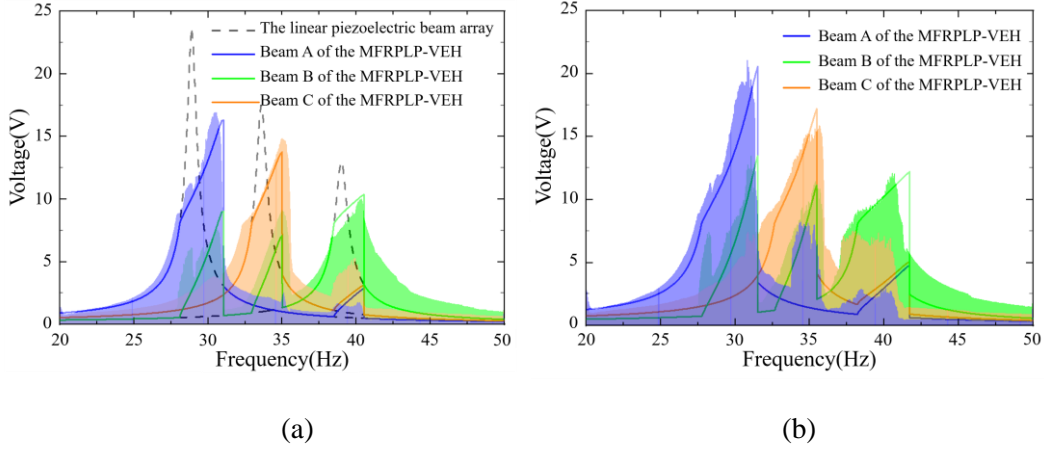 25
20
15
10
5
0
Voltage(V)
20 25 30 35 40 45 50
Frequency(Hz)
The linear piezoelectric beam array
Beam A of the MFRPLP-VEH
Beam B of the MFRPLP-VEH
Beam C of the MFRPLP-VEH
(a)
25
20
15
10
5
0
Voltage(V)
20 25 30 35 40 45 50
Frequency(Hz)
Beam A of the MFRPLP-VEH
Beam B of the MFRPLP-VEH
Beam C of the MFRPLP-VEH
(b)